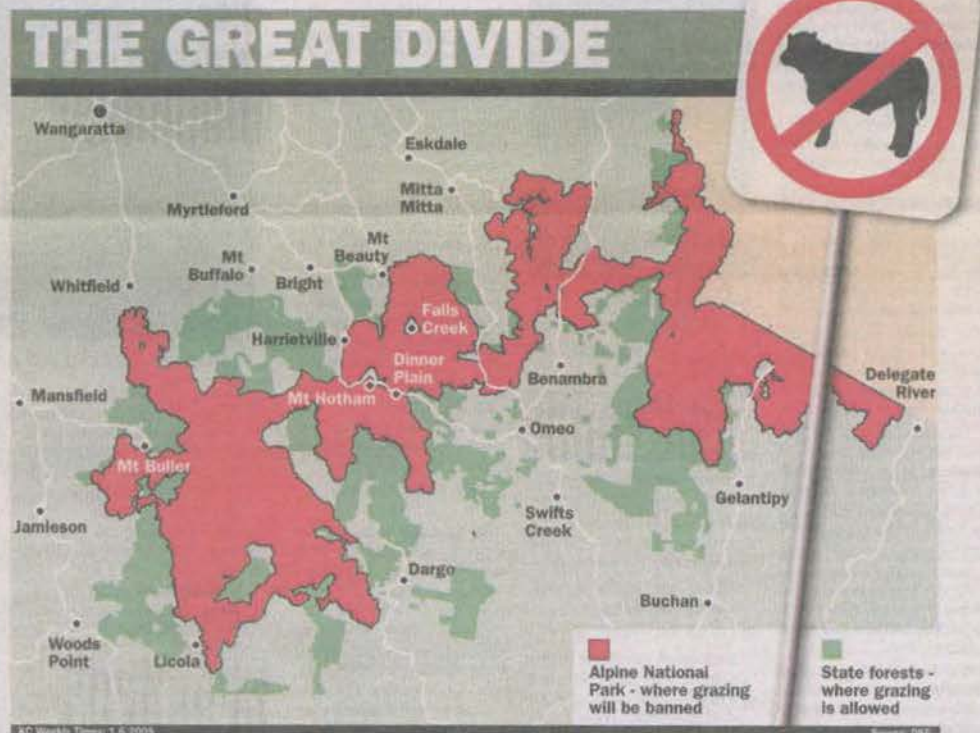 THE GREAT DIVIDE
Wangaratta
Eskdale
Mitta
Mitta
Myrtleford
Mt
Beauty
Mt
Buffalo
Bright
Whitfield
Falls
Creek
Harrietville
Dinner
Plain
Benambra
Delegate
River
Mansfield
Mt Hotham
Omeo
Mt Buller
Gelantipy
Jamieson
Swifts
Creek
Dargo
Buchan
Woods
Point
Licola
Alpine National
Park - where grazing
will be banned
State forests -
where grazing
is allowed
Weekly Times